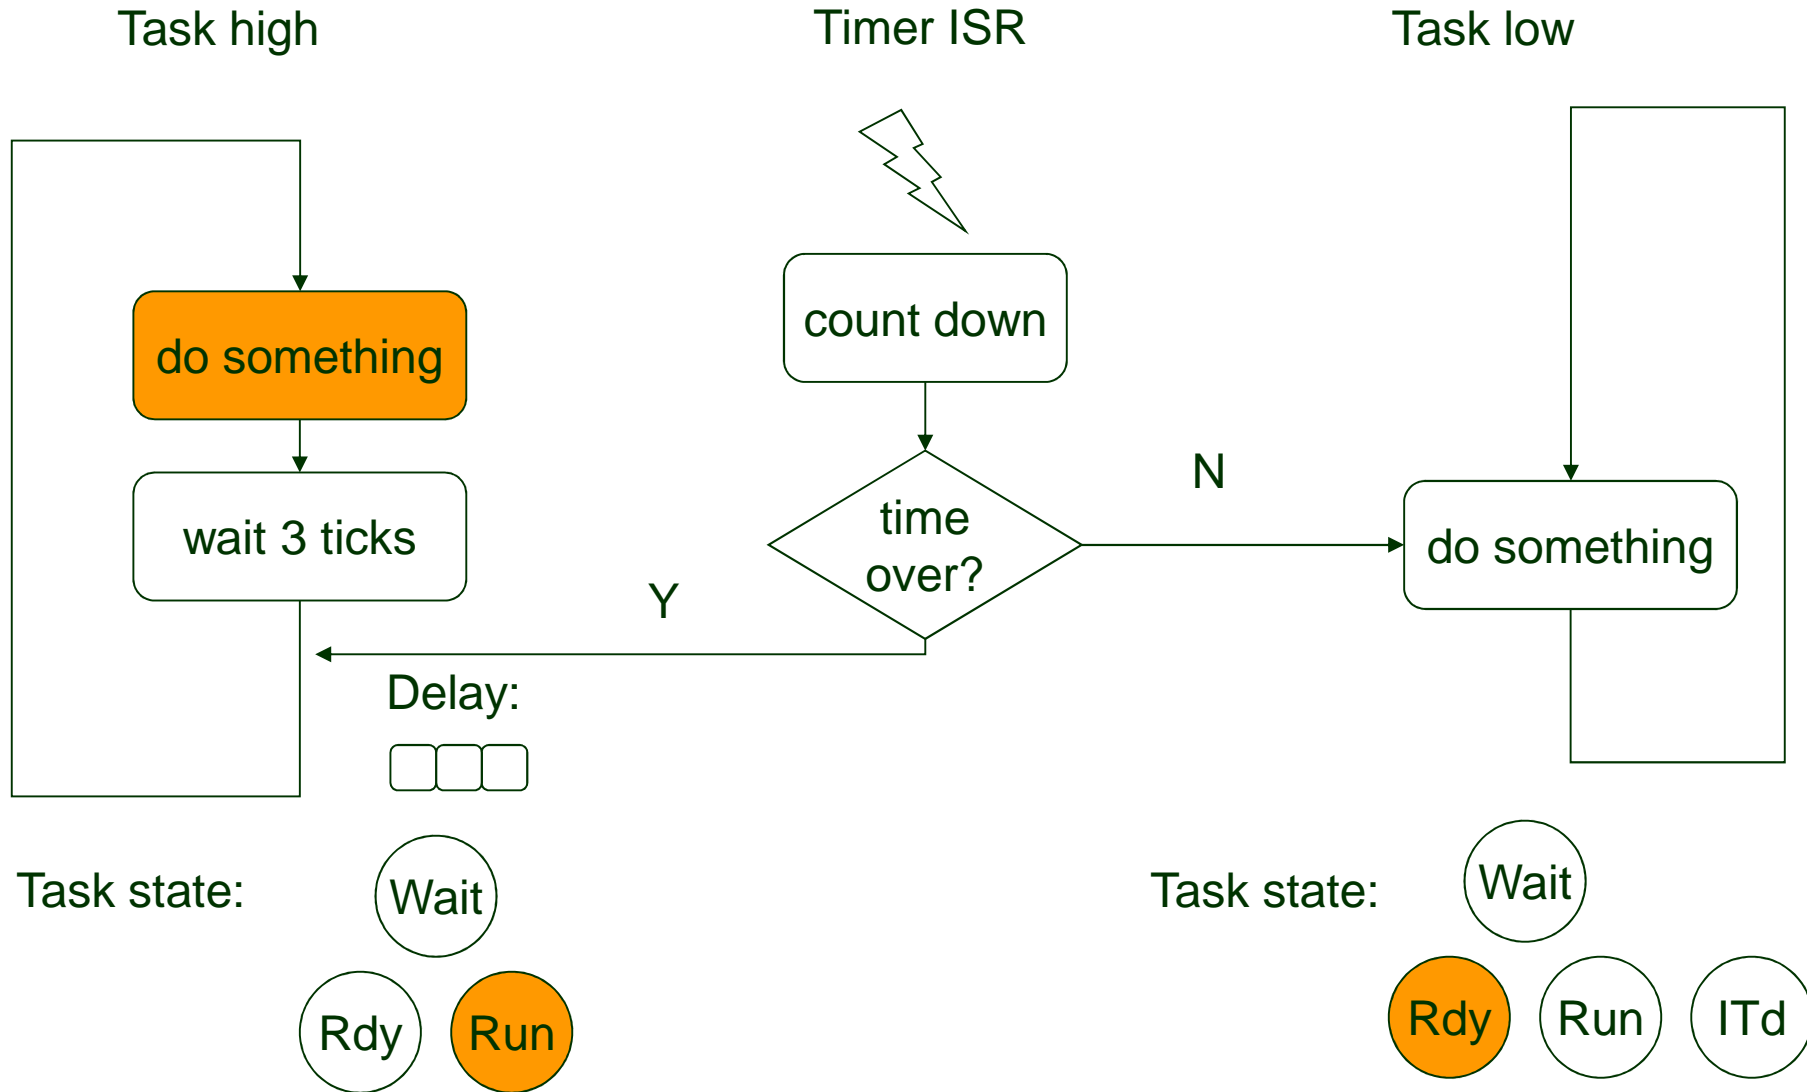 Task high
Timer ISR
Task low
do something
wait 3 ticks
count down
time
over?
Y
N
do something
Delay:
Task state:
Wait
Rdy
Run
Task state:
Wait
Rdy
Run
ITd